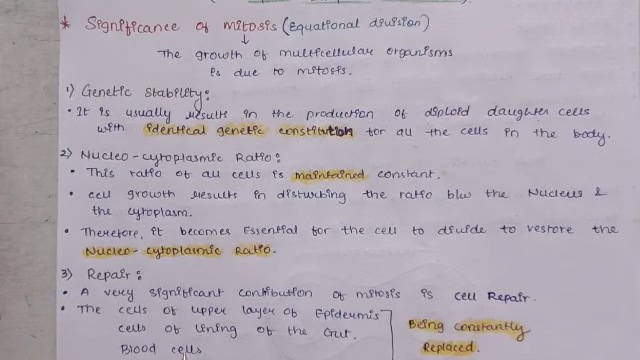 * Significance of mitosis (Equational division)
↓
The growth of multicellular organisms
is due to mitosis.
1) Genetic Stability:
• It is usually results in the production of diploid daughter cells
with identical genetic constitution for all the cells in the body.
2) Nucleo-cytoplasmic Ratio:
• This ratio of all cells is maintained constant.
• cell growth results in disturbing the ratio b/w the Nucleus &
the cytoplasm.
• Therefore, it becomes Essential for the cell to divide to restore the
Nucleo-cytoplasmic Ratio.
3) Repair:
• A very significant contribution of mitosis is cell Repair.
• The cells of upper layer of Epidermis
cells of lining of the Gut.
Blood cells
Being constantly
Replaced.